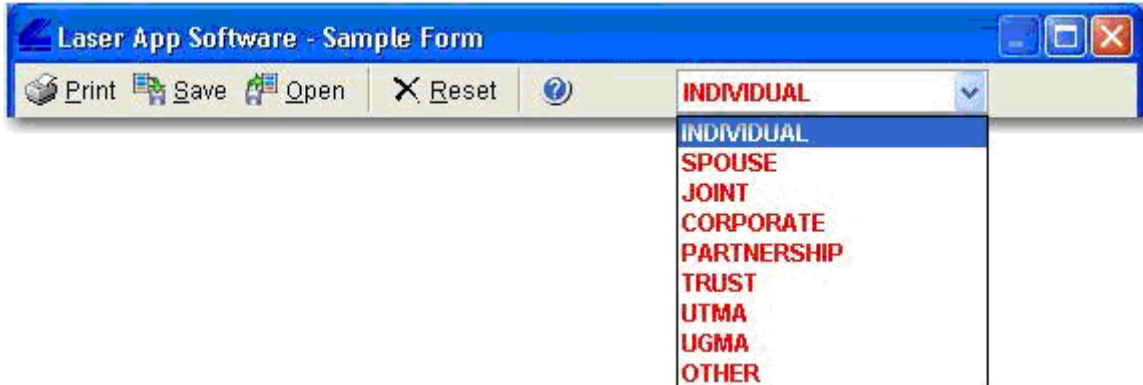 Laser App Software - Sample Form
Print Save Open Reset INDIVIDUAL
INDIVIDUAL
SPOUSE
JOINT
CORPORATE
PARTNERSHIP
TRUST
UTMA
UGMA
OTHER